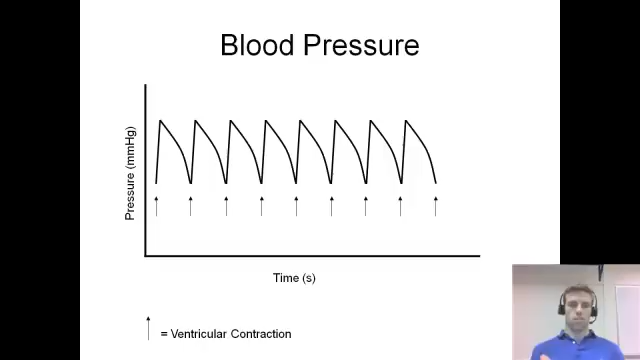 Blood Pressure
Pressure (mmHg)
Time (s)
= Ventricular Contraction